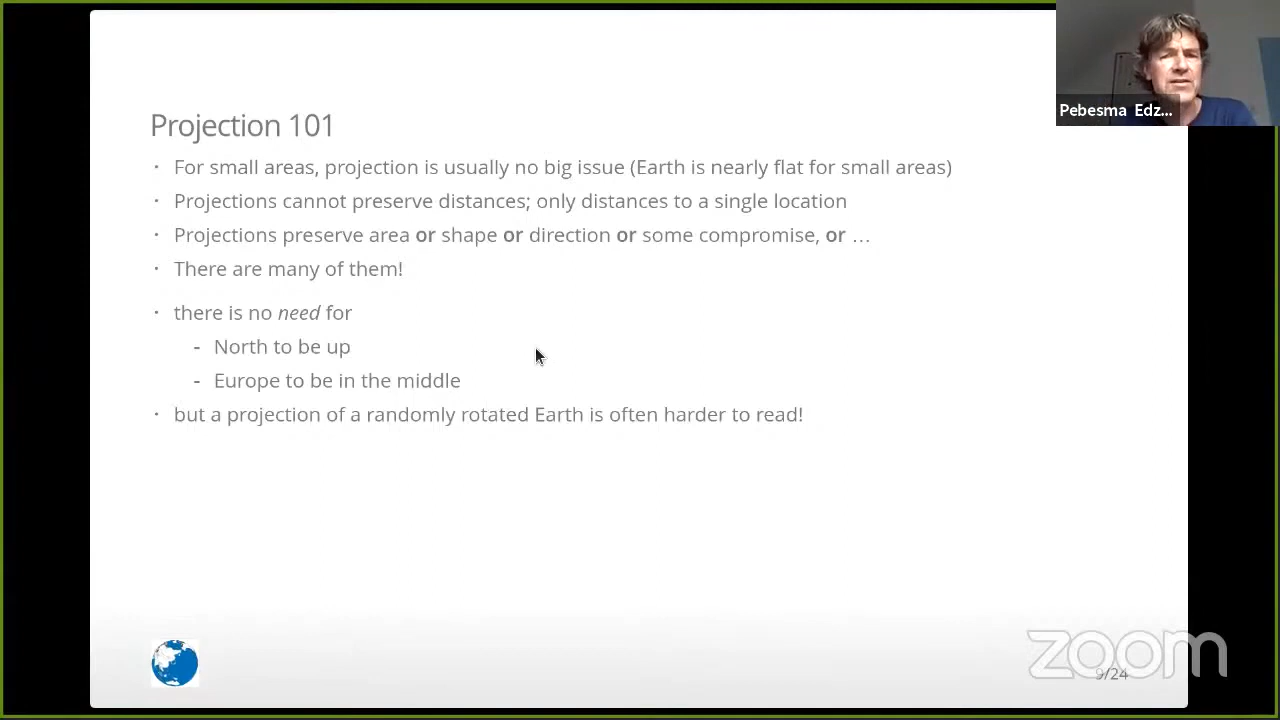 Projection 101
· For small areas, projection is usually no big issue (Earth is nearly flat for small areas)
· Projections cannot preserve distances; only distances to a single location
· Projections preserve area or shape or direction or some compromise, or …
· There are many of them!
· there is no need for
- North to be up
- Europe to be in the middle
· but a projection of a randomly rotated Earth is often harder to read!
Pebesma Edz...
zoom
9/24